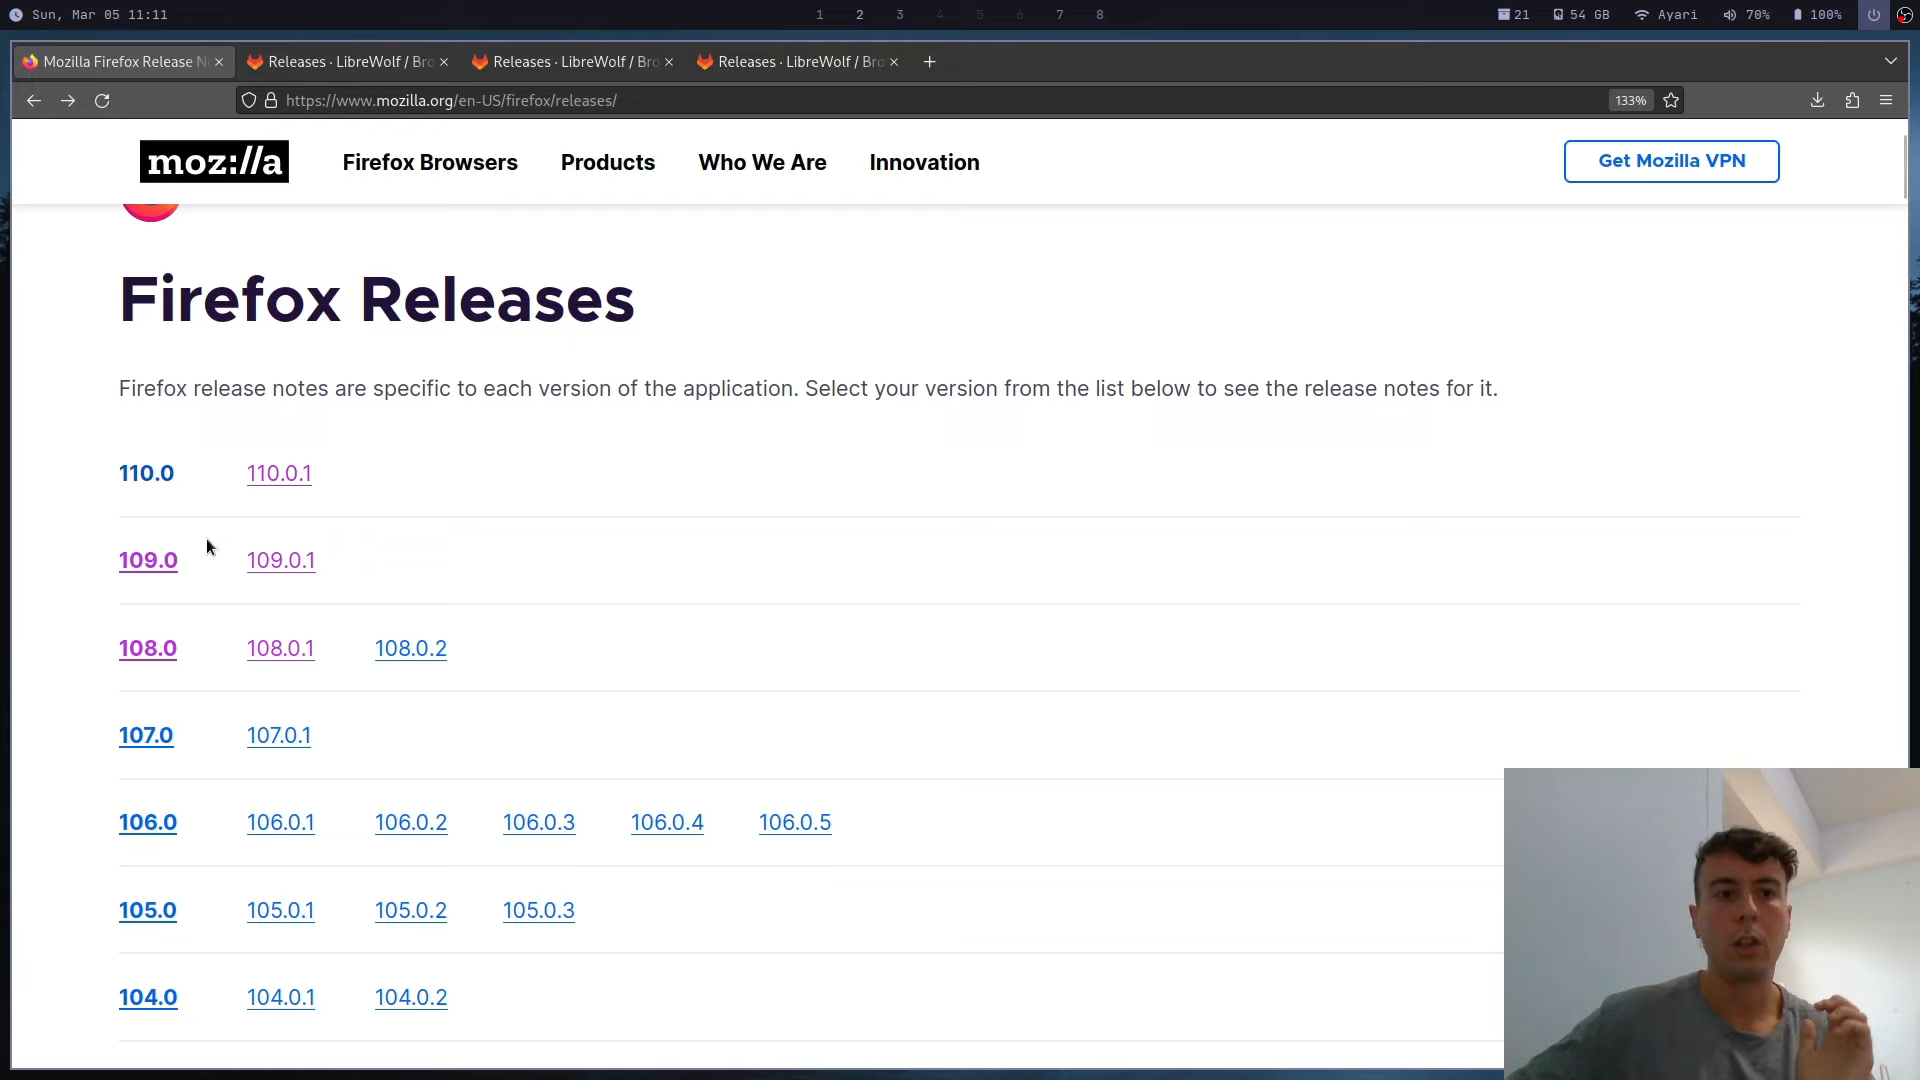 Sun, Mar 05 11:11 1 2 3 4 5 6 7 8 21 54 GB Ayari 70% 100%
Mozilla Firefox Release N Releases · LibreWolf / Bro Releases · LibreWolf / Bro Releases · LibreWolf / Bro
https://www.mozilla.org/en-US/firefox/releases/ 133%
moz://a Firefox Browsers Products Who We Are Innovation Get Mozilla VPN
Firefox Releases
Firefox release notes are specific to each version of the application. Select your version from the list below to see the release notes for it.
110.0 110.0.1
109.0 109.0.1
108.0 108.0.1 108.0.2
107.0 107.0.1
106.0 106.0.1 106.0.2 106.0.3 106.0.4 106.0.5
105.0 105.0.1 105.0.2 105.0.3
104.0 104.0.1 104.0.2